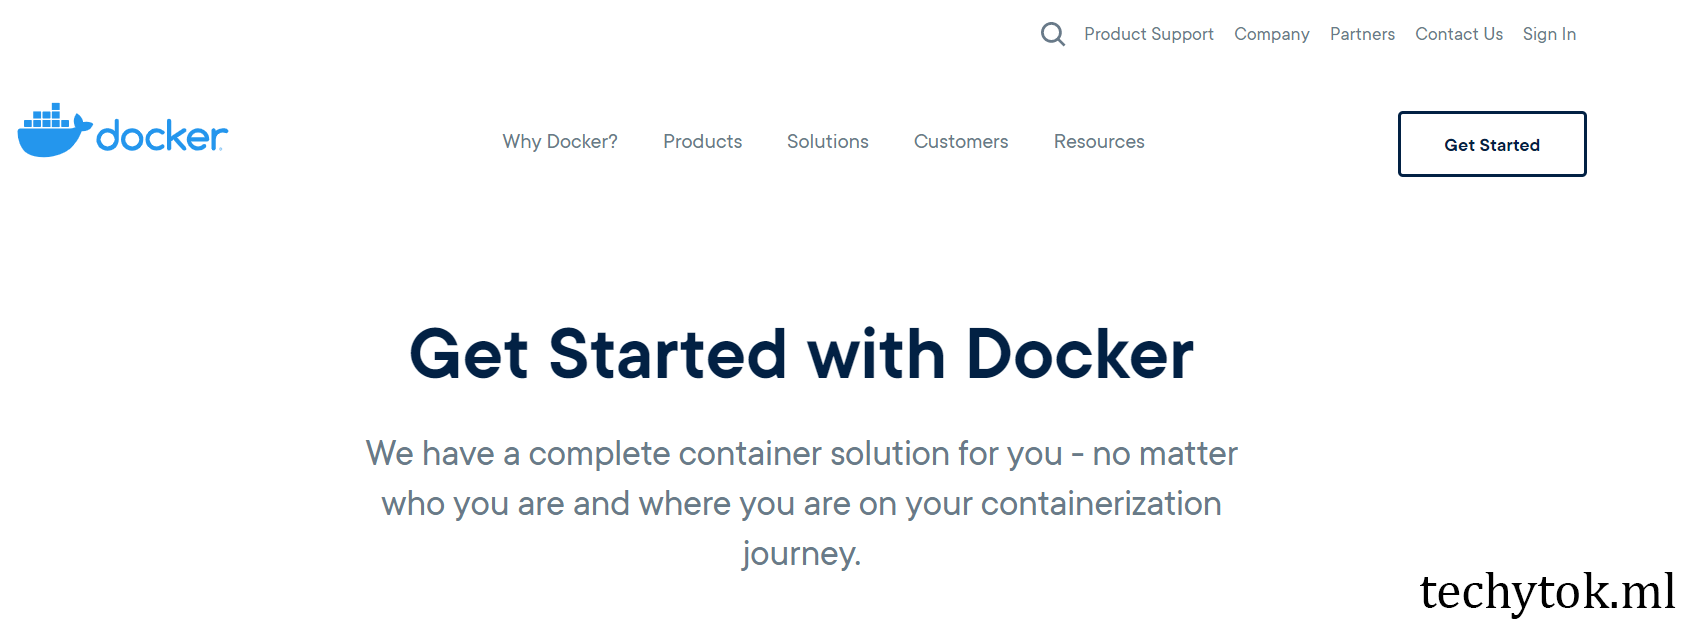 Product Support Company Partners Contact Us Sign In
docker
Why Docker? Products Solutions Customers Resources
Get Started
Get Started with Docker
We have a complete container solution for you - no matter
who you are and where you are on your containerization
journey.
techytok.ml